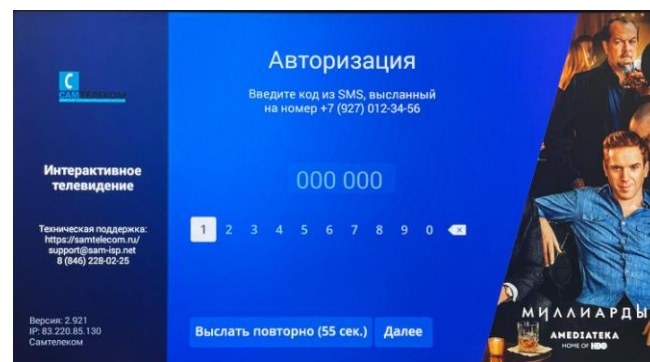 САМТЕЛЕКОМ
Интерактивное
телевидение
Техническая поддержка:
https://samtelecom.ru/
support@sam-isp.net
8 (846) 228-02-25
Версия: 2.921
IP: 83.220.85.130
Самтелеком
Авторизация
Введите код из SMS, высланный
на номер +7 (927) 012-34-56
000 000
1 2 3 4 5 6 7 8 9 0
Выслать повторно (55 сек.) Далее
МИЛЛИАРДЫ
AMEDIATEKA
HOME OF HBO